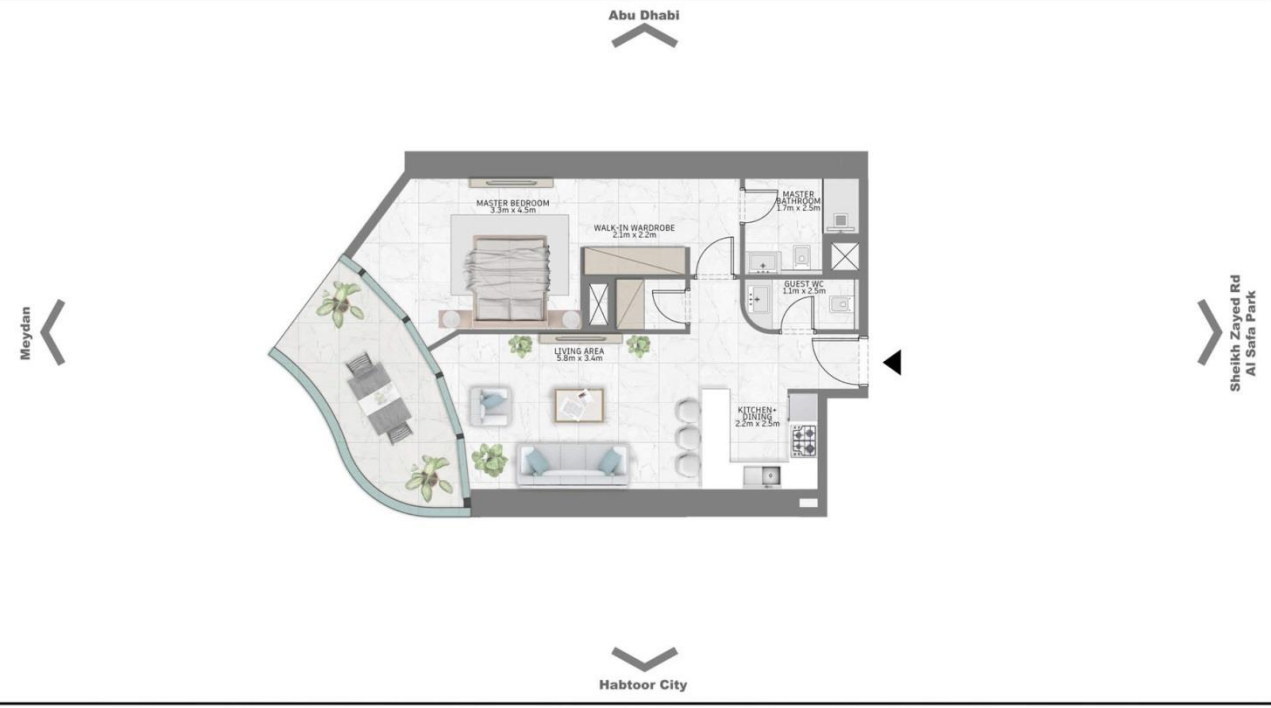 Abu Dhabi
MASTER BEDROOM
3.3m x 4.5m
MASTER
BATHROOM
1.7m x 2.5m
WALK-IN WARDROBE
2.1m x 2.2m
GUEST WC
1.1m x 2.5m
Meydan
Sheikh Zayed Rd
Al Safa Park
LIVING AREA
5.8m x 3.4m
KITCHEN+
DINING
2.2m x 2.5m
Habtoor City